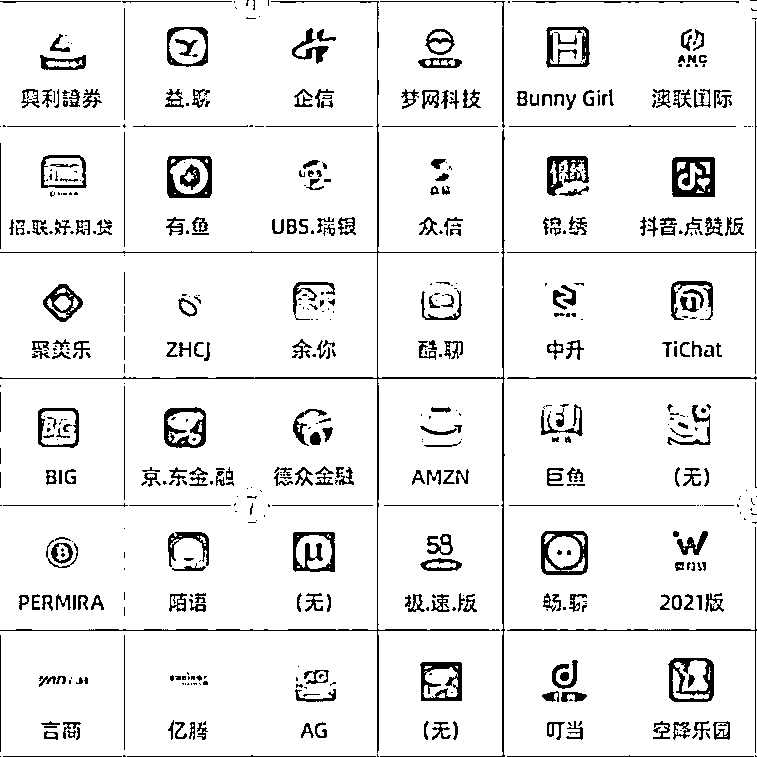 奥利證券 益.聊 企信 梦网科技 Bunny Girl 澳联国际
招.联.好.期.贷 有.鱼 UBS.瑞银 众.信 锦.绣 抖音.点赞版
聚美乐 ZHCJ 余.你 酷.聊 中升 TiChat
BIG
BIG 京.东金.融 德众金融 AMZN 巨鱼 (无)
7
PERMIRA 陌语 (无) 极.速.版 畅.聊 2021版
言商 亿腾 AG (无) 叮当 空降乐园